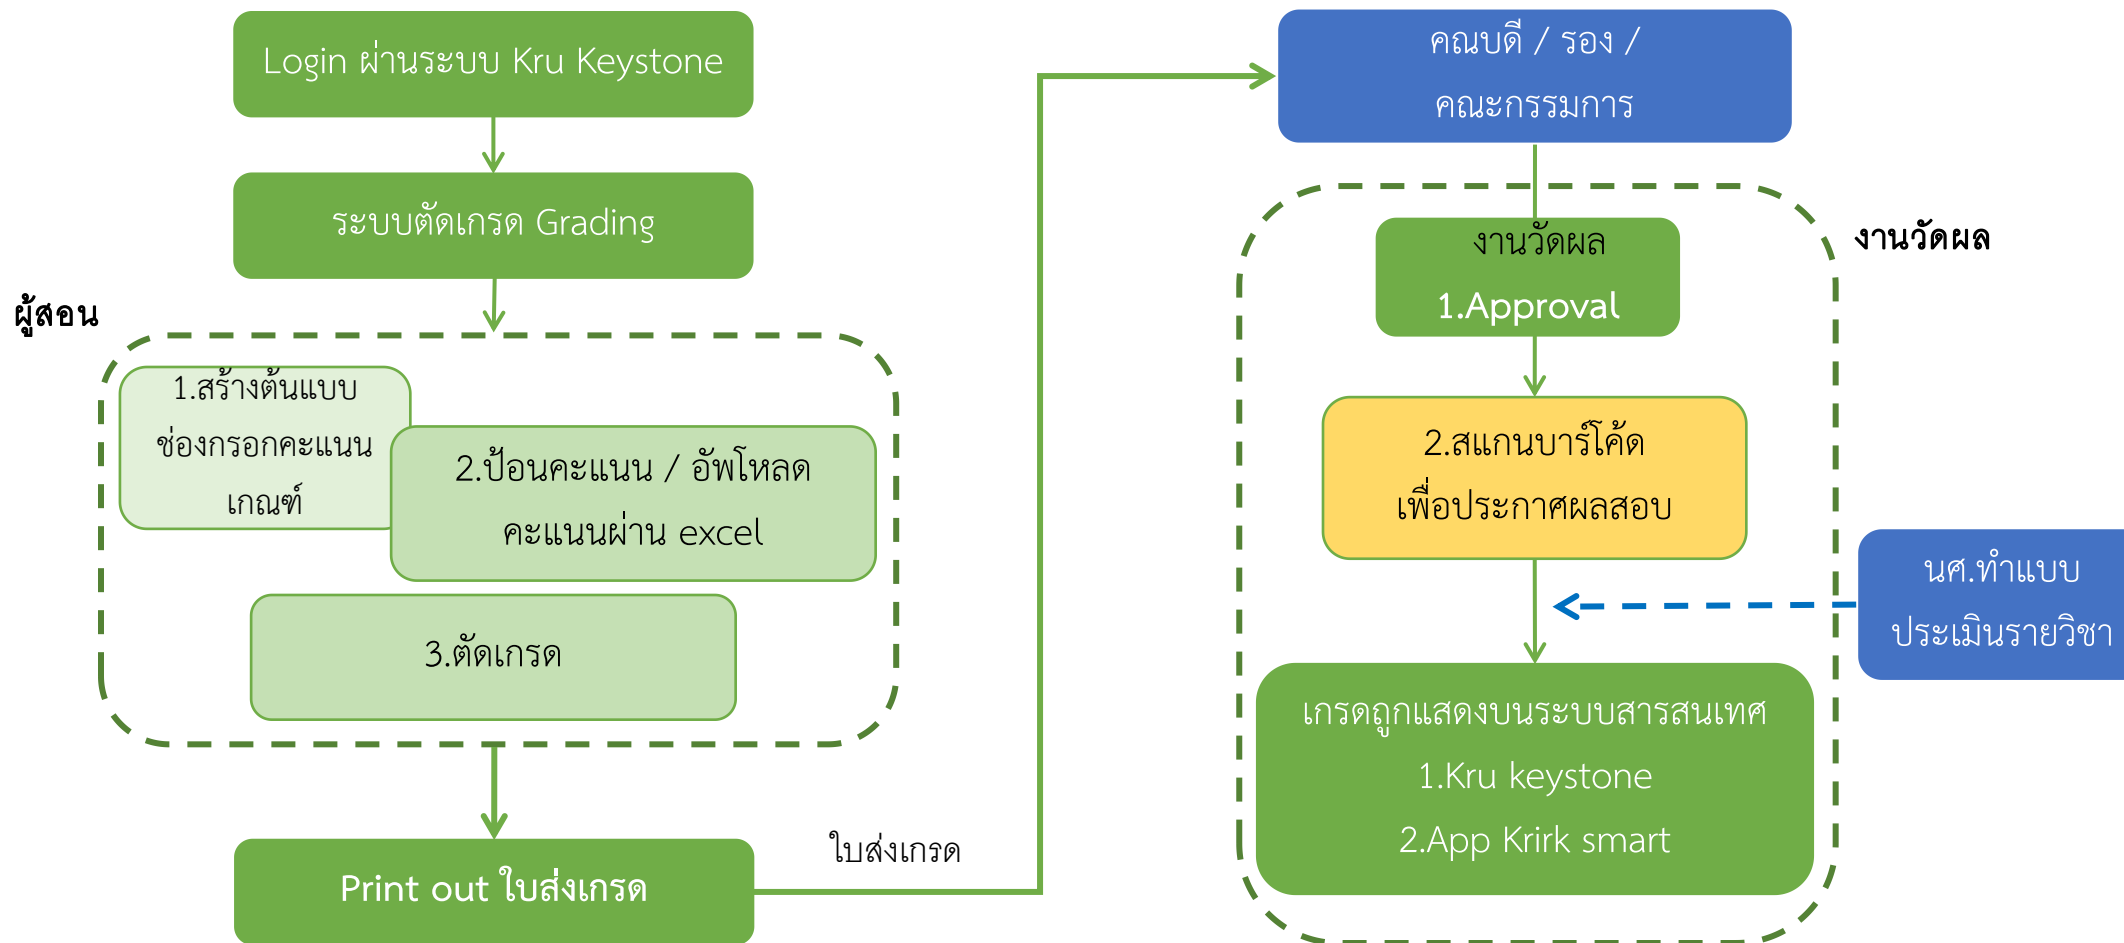 Login ผ่านระบบ Kru Keystone
ระบบตัดเกรด Grading
ผู้สอน
1.สร้างต้นแบบ
ช่องกรอกคะแนน
เกณฑ์
2.ป้อนคะแนน / อัพโหลด
คะแนนผ่าน excel
3.ตัดเกรด
Print out ใบส่งเกรด
ใบส่งเกรด
คณบดี / รอง /
คณะกรรมการ
งานวัดผล
งานวัดผล
1.Approval
2.สแกนบาร์โค้ด
เพื่อประกาศผลสอบ
นศ.ทำแบบ
ประเมินรายวิชา
เกรดถูกแสดงบนระบบสารสนเทศ
1.Kru keystone
2.App Krirk smart